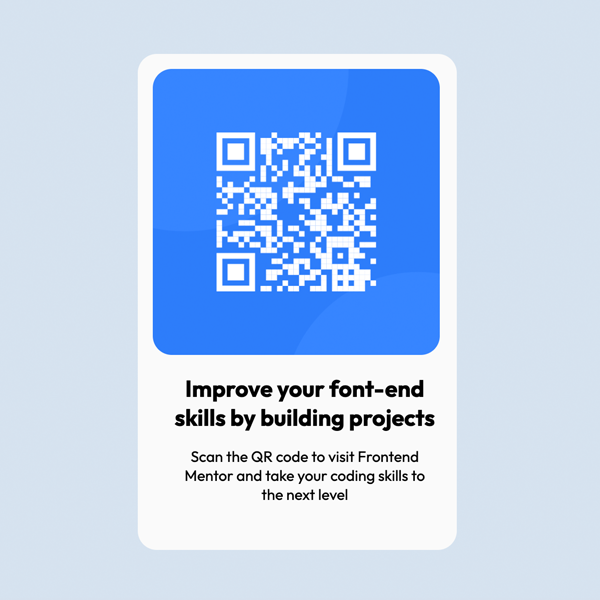 Improve your font-end
skills by building projects
Scan the QR code to visit Frontend
Mentor and take your coding skills to
the next level